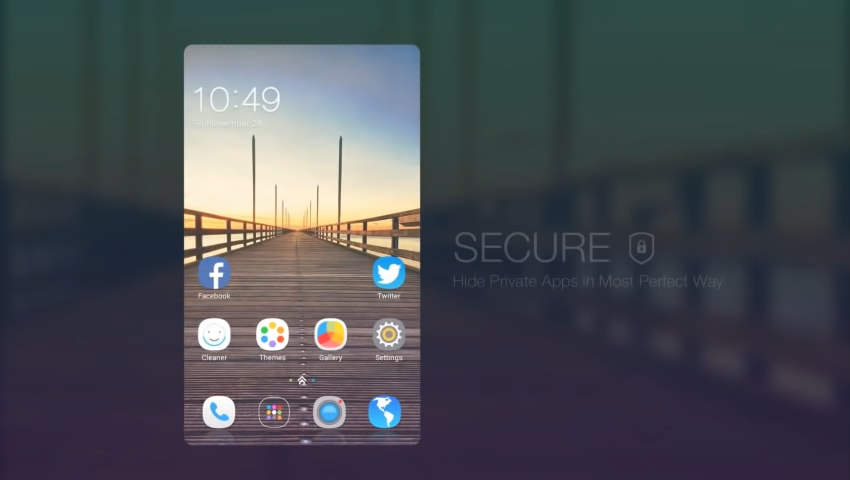 10:49
Facebook
Twitter
Cleaner
Themes
Gallery
Settings
SECURE
Hide Private Apps in Most Perfect Way